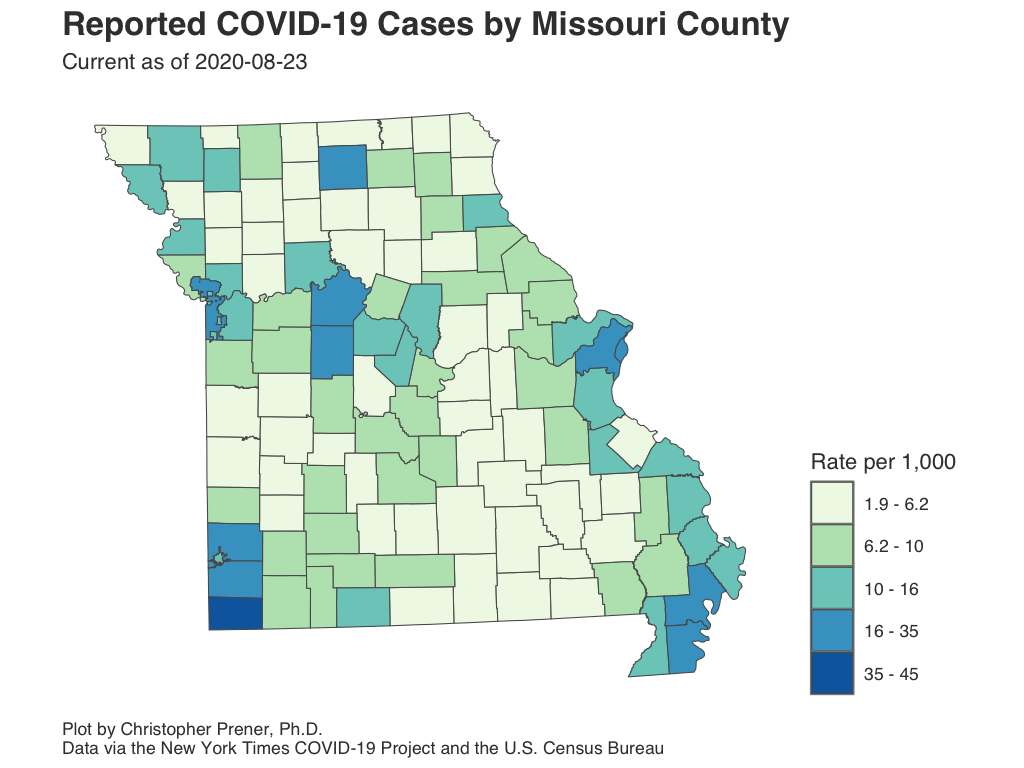 Reported COVID-19 Cases by Missouri County
Current as of 2020-08-23
Rate per 1,000
1.9 - 6.2
6.2 - 10
10 - 16
16 - 35
35 - 45
Plot by Christopher Prener, Ph.D.
Data via the New York Times COVID-19 Project and the U.S. Census Bureau